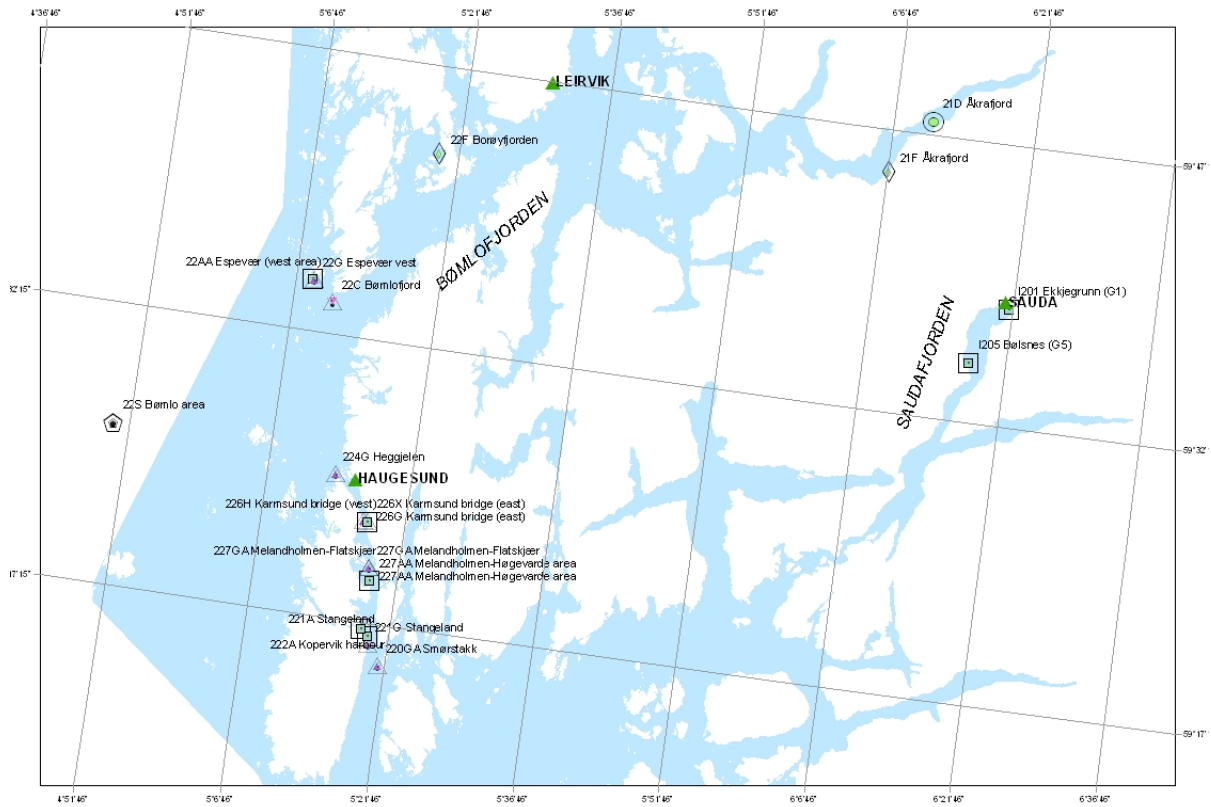 4°36'46" 4°51'46" 5°6'46" 5°21'46" 5°36'46" 5°51'46" 6°6'46" 6°21'46"
LEIRVIK
21D Åkrafjord
22F Borøyfjorden
21F Åkrafjord
59°47'
BØMLOFJORDEN
22AA Espevær (west area) 22G Espevær vest
22C Bømlofjord
I201 Ekkjegrunn (G1)
SAUDA
SAUDAFJORDEN
I205 Bølsnes (G5)
22S Bømlo area
59°32'
224G Heggjelen
HAUGESUND
226H Karmsund bridge (west) 226X Karmsund bridge (east)
226G Karmsund bridge (east)
227GA Melandholmen-Flatskjær 227GA Melandholmen-Flatskjær
227AA Melandholmen-Høgevarde area
17'15"
227AA Melandholmen-Høgevarde area
221A Stangeland
221G Stangeland
222A Kopervik harbour
220GA Smørstakk
59°17'
4°51'46" 5°6'46" 5°21'46" 5°36'46" 5°51'46" 6°6'46" 6°21'46" 6°36'46"